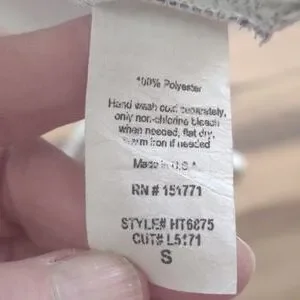 100% Polyester
Hand wash cold separately,
only non-chlorine bleach
when needed, flat dry,
warm iron if needed
Made in U.S.A
RN # 151771
STYLE# HT6875
CUT# L5171
S